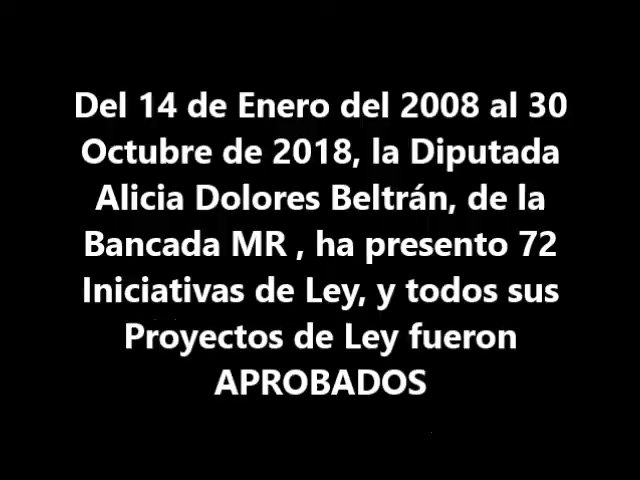 Del 14 de Enero del 2008 al 30
Octubre de 2018, la Diputada
Alicia Dolores Beltrán, de la
Bancada MR , ha presento 72
Iniciativas de Ley, y todos sus
Proyectos de Ley fueron
APROBADOS